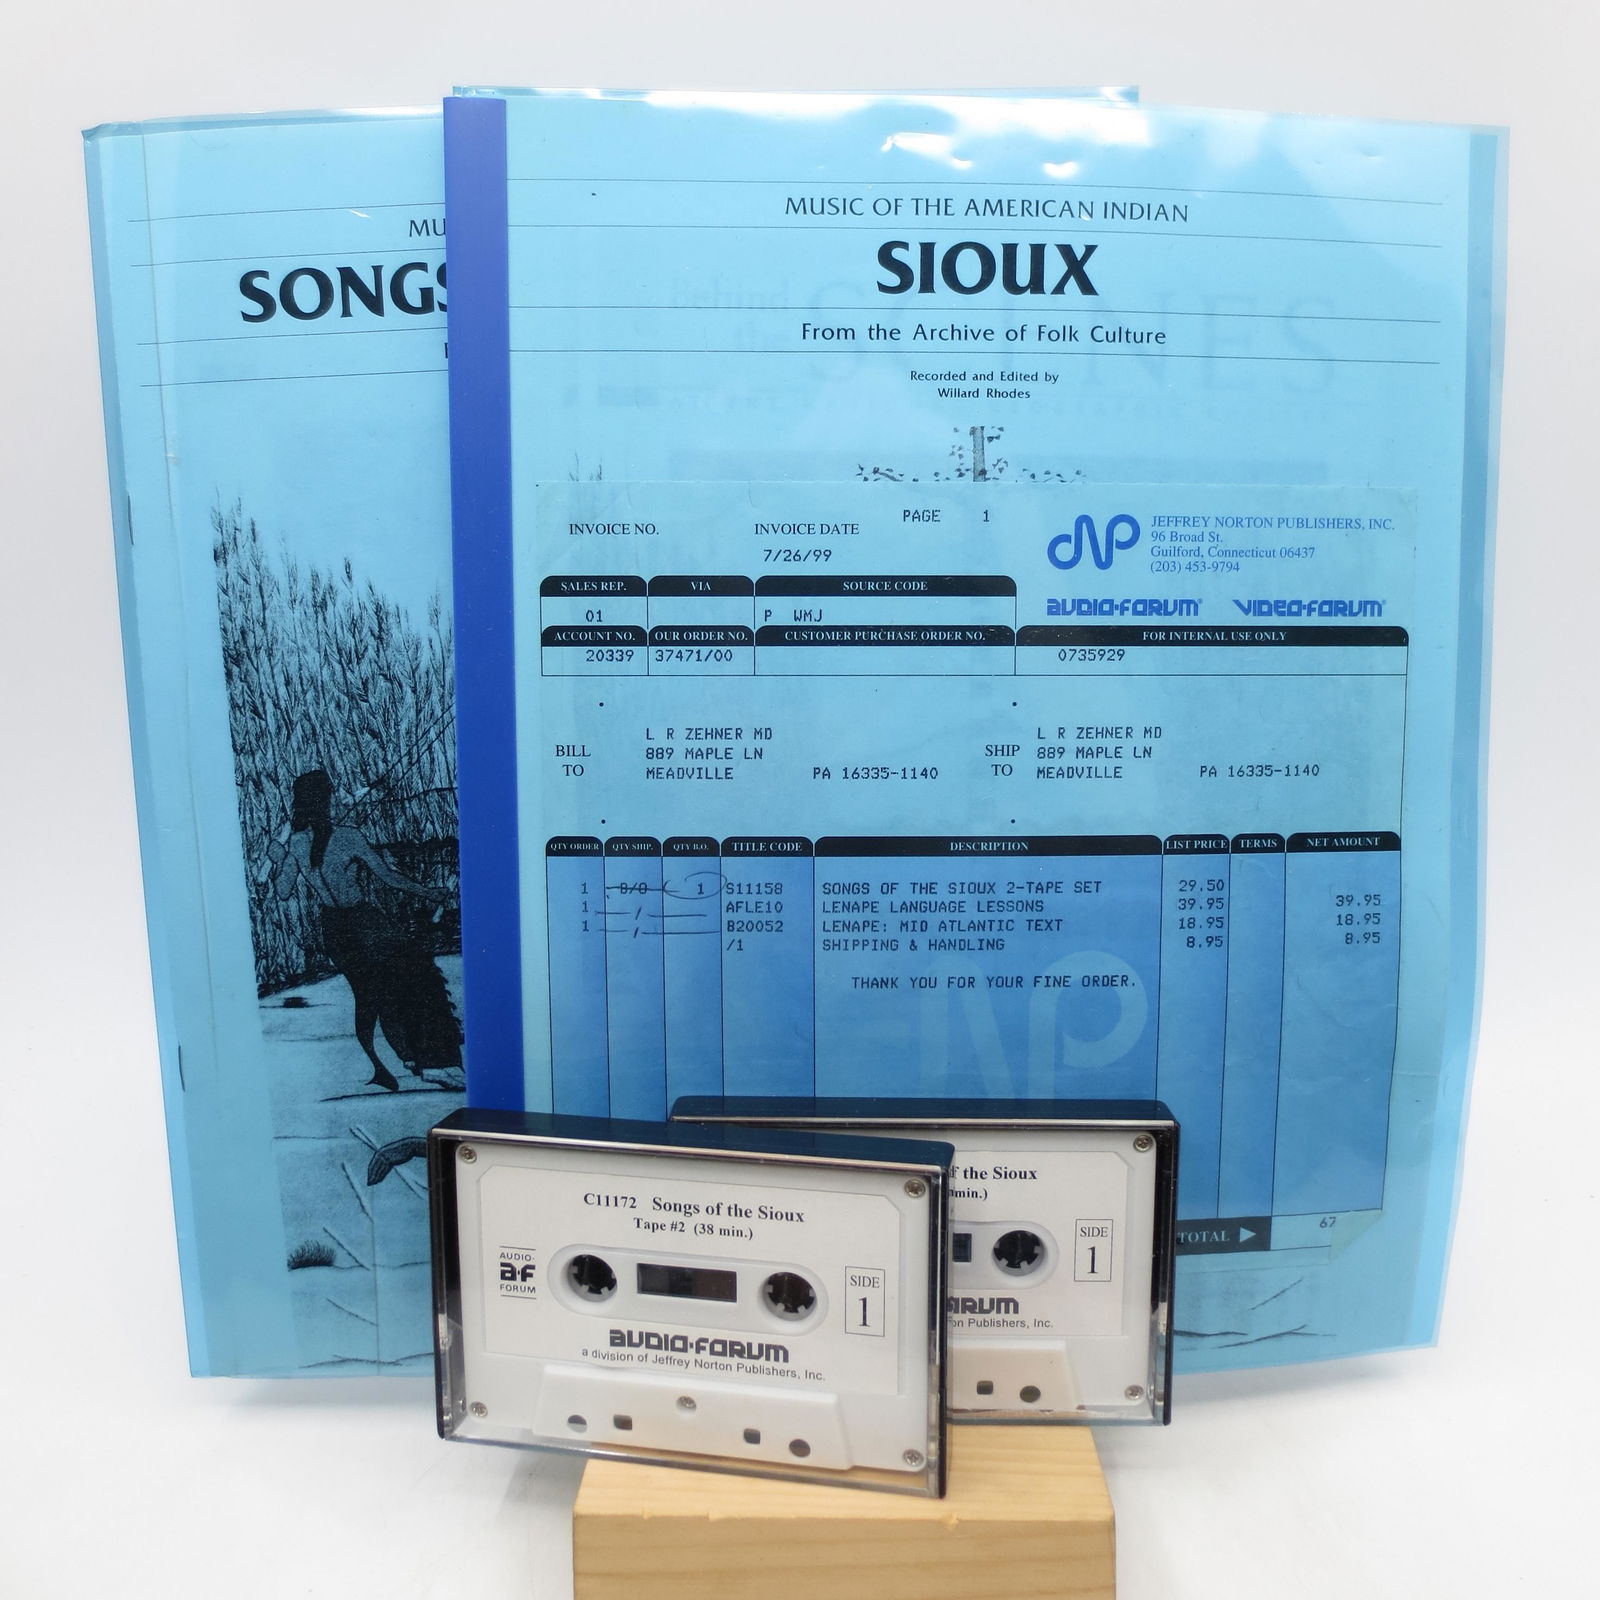 MU
SONGS
MUSIC OF THE AMERICAN INDIAN
SIOUX
From the Archive of Folk Culture
Recorded and Edited by
Willard Rhodes
PAGE 1
INVOICE NO. INVOICE DATE
7/26/99
JEFFREY NORTON PUBLISHERS, INC.
96 Broad St.
Guilford, Connecticut 06437
(203) 453-9794
AUDIO·FORUM® VIDEO·FORUM®
SALES REP. VIA SOURCE CODE
01 P WMJ
ACCOUNT NO. OUR ORDER NO. CUSTOMER PURCHASE ORDER NO. FOR INTERNAL USE ONLY
20339 37471/00 0735929
BILL TO
L R ZEHNER MD
889 MAPLE LN
MEADVILLE PA 16335-1140
SHIP TO
L R ZEHNER MD
889 MAPLE LN
MEADVILLE PA 16335-1140
QTY ORDER QTY SHIP. QTY B.O. TITLE CODE DESCRIPTION LIST PRICE TERMS NET AMOUNT
1 B/O 1 S11158 SONGS OF THE SIOUX 2-TAPE SET 29.50
1 1 AFLE10 LENAPE LANGUAGE LESSONS 39.95 39.95
1 1 B20052 LENAPE: MID ATLANTIC TEXT 18.95 18.95
/1 SHIPPING & HANDLING 8.95 8.95
THANK YOU FOR YOUR FINE ORDER.
TOTAL 67
C11172 Songs of the Sioux
Tape #2 (38 min.)
AUDIO-
a·f
FORUM
SIDE
1
AUDIO·FORUM
a division of Jeffrey Norton Publishers, Inc.
f the Sioux
min.)
SIDE
1
ARUM
on Publishers, Inc.